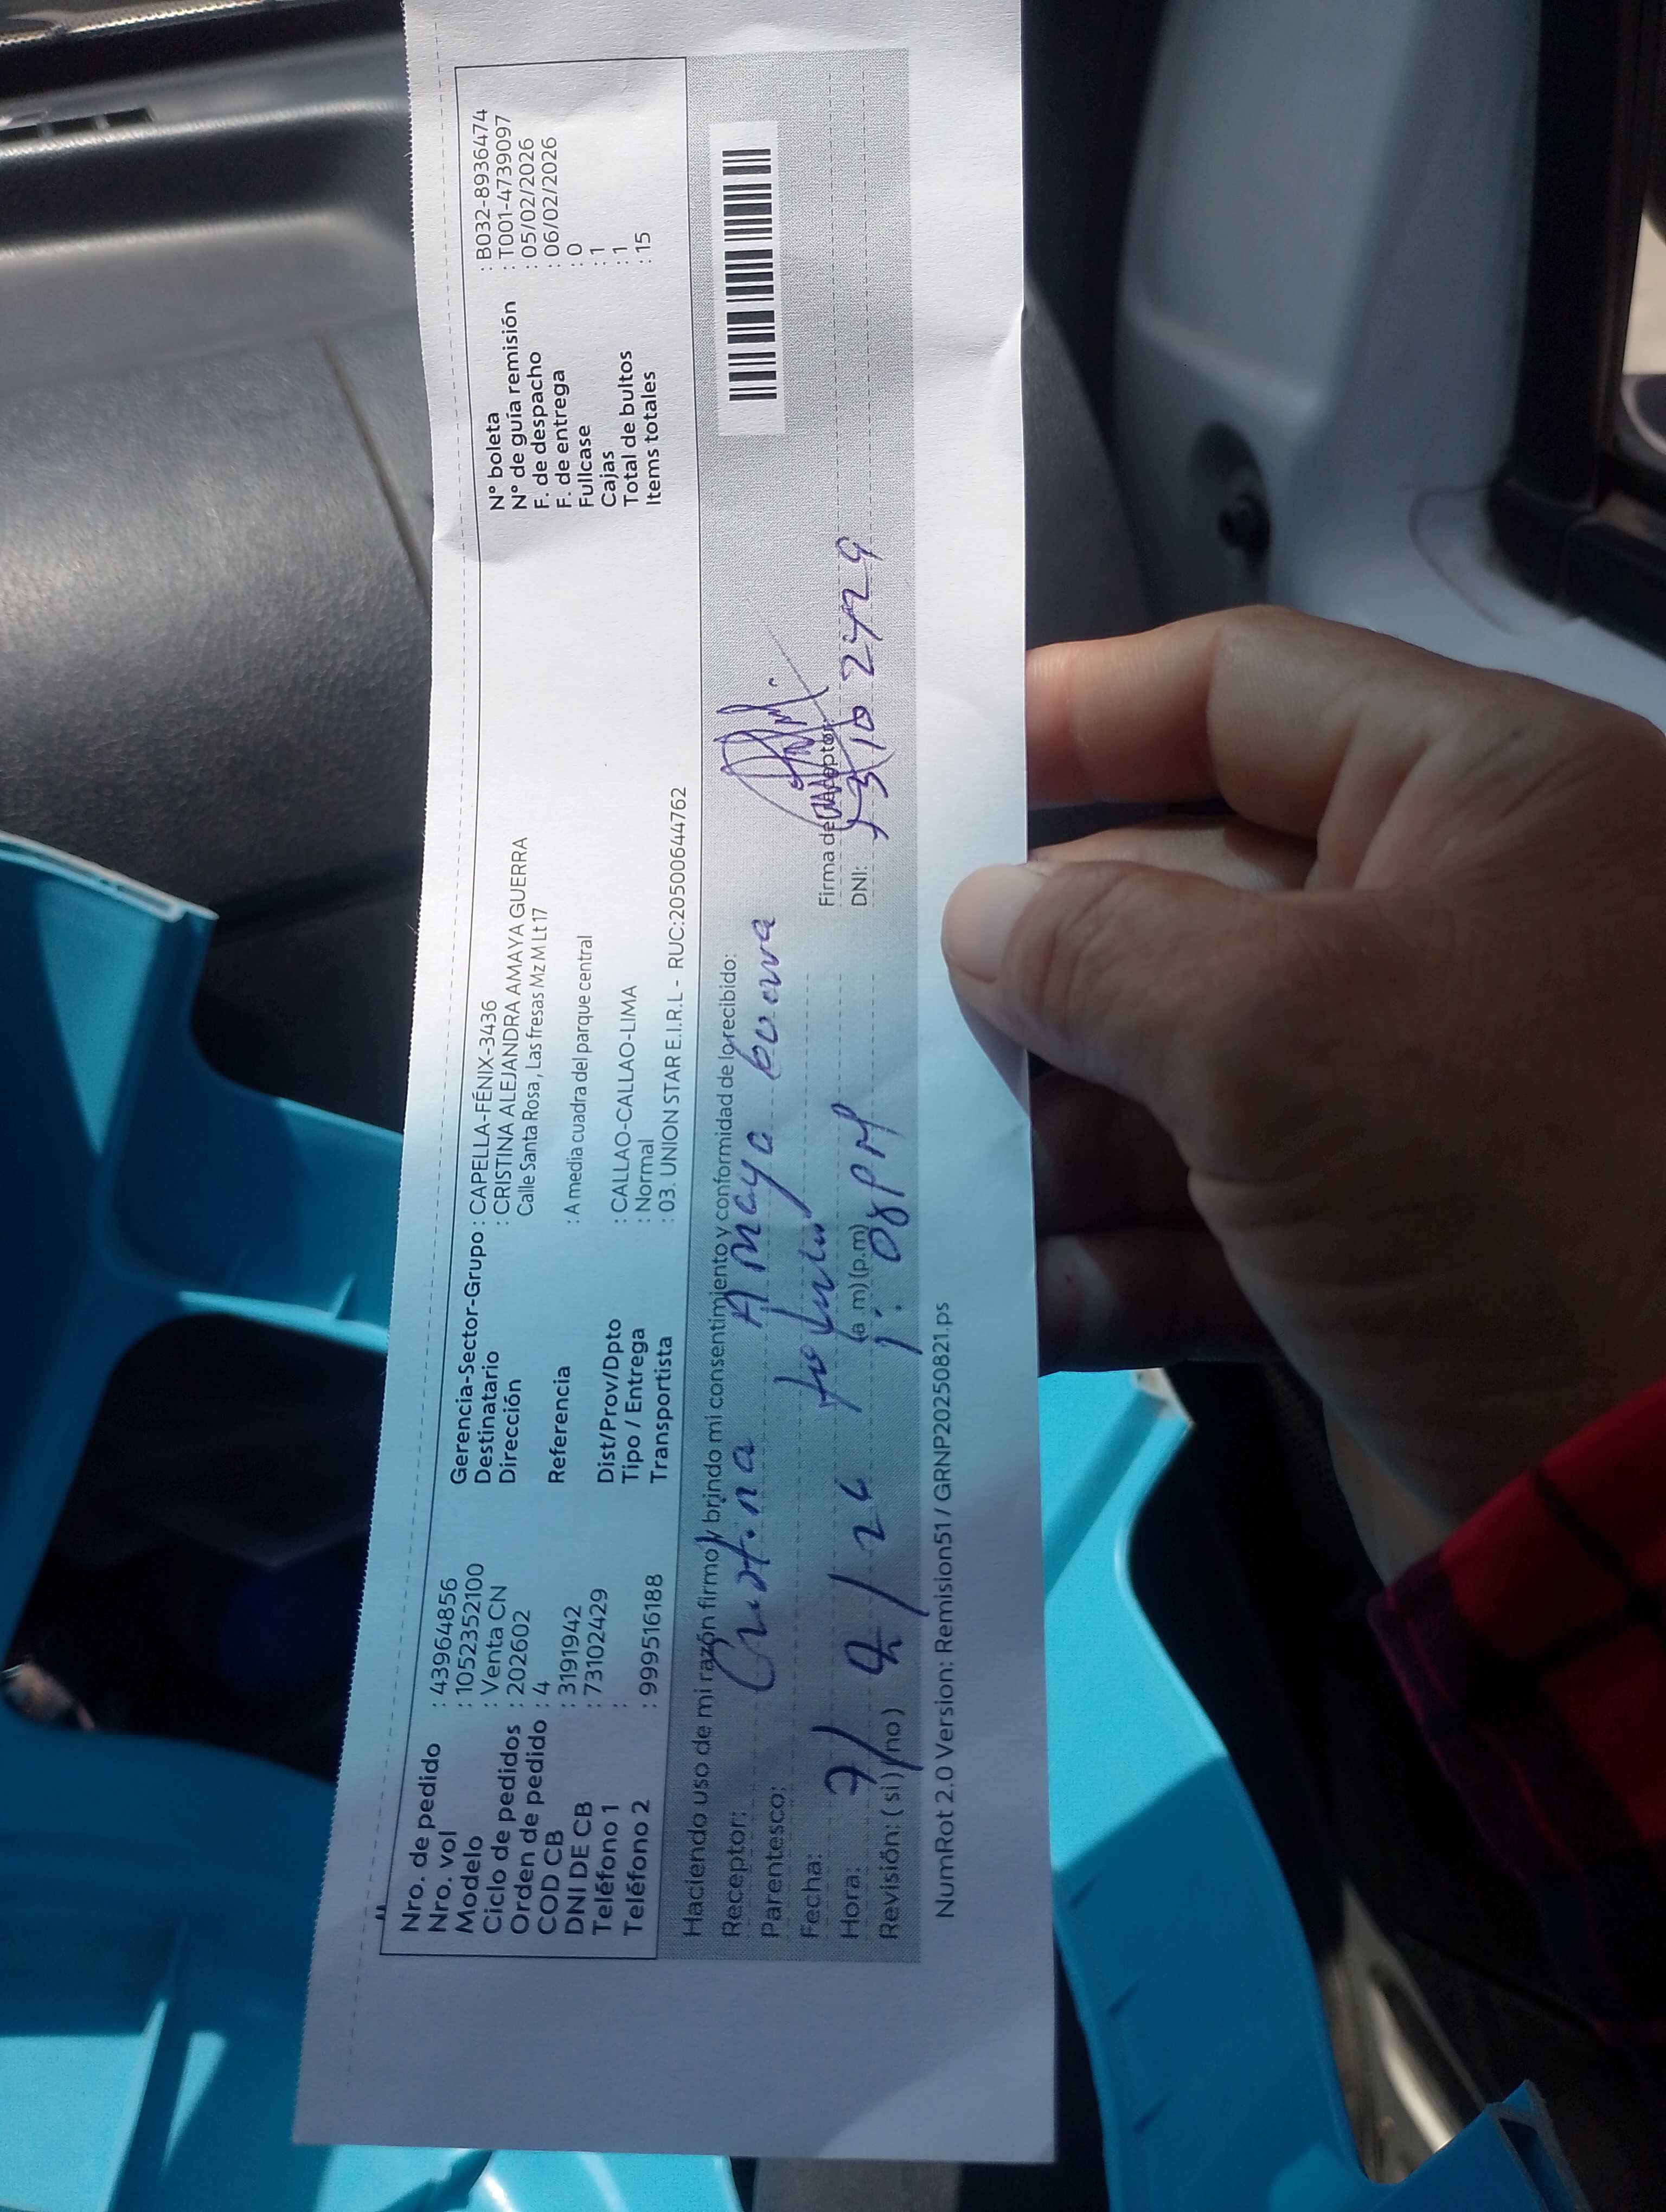 Nro. de pedido : 43964856
Nro. vol : 1052352100
Modelo : Venta CN
Ciclo de pedidos : 202602
Orden de pedido : 4
COD CB : 3191942
DNI DE CB : 73102429
Teléfono 1 :
Teléfono 2 : 999516188
Gerencia-Sector-Grupo : CAPELLA-FÉNIX-3436
Destinatario : CRISTINA ALEJANDRA AMAYA GUERRA
Dirección Calle Santa Rosa , Las fresas Mz M Lt 17
Referencia : A media cuadra del parque central
Dist/Prov/Dpto : CALLAO-CALLAO-LIMA
Tipo / Entrega : Normal
Transportista : 03. UNION STAR E.I.R.L - RUC:20500644762
N° boleta : B032-8936474
N° de guía remisión : T001-4739097
F. de despacho : 05/02/2026
F. de entrega : 06/02/2026
Fullcase : 0
Cajas : 1
Total de bultos : 1
Items totales : 15
Haciendo uso de mi razón firmo y brindo mi consentimiento y conformidad de lo recibido:
Receptor: Amaya
Parentesco:
Fecha: 7/
Hora: (a.m) (p.m) 1:08PM
Revisión: (si) (no)
Firma del Receptor
DNI: 73102429
NumRot 2.0 Version: Remision51 / GRNP20250821.ps